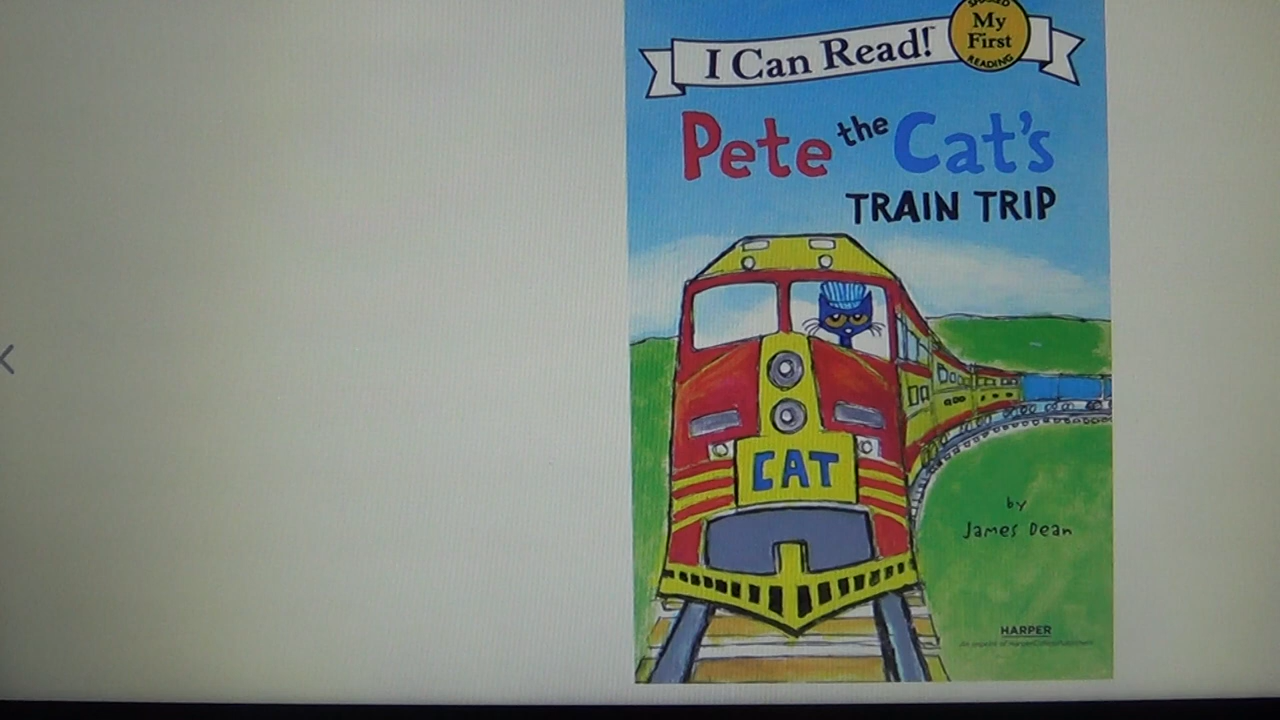 SHARED
My
First
READING
I Can Read!™
Pete the Cat's
TRAIN TRIP
CAT
by
James Dean
HARPER
An imprint of HarperCollinsPublishers